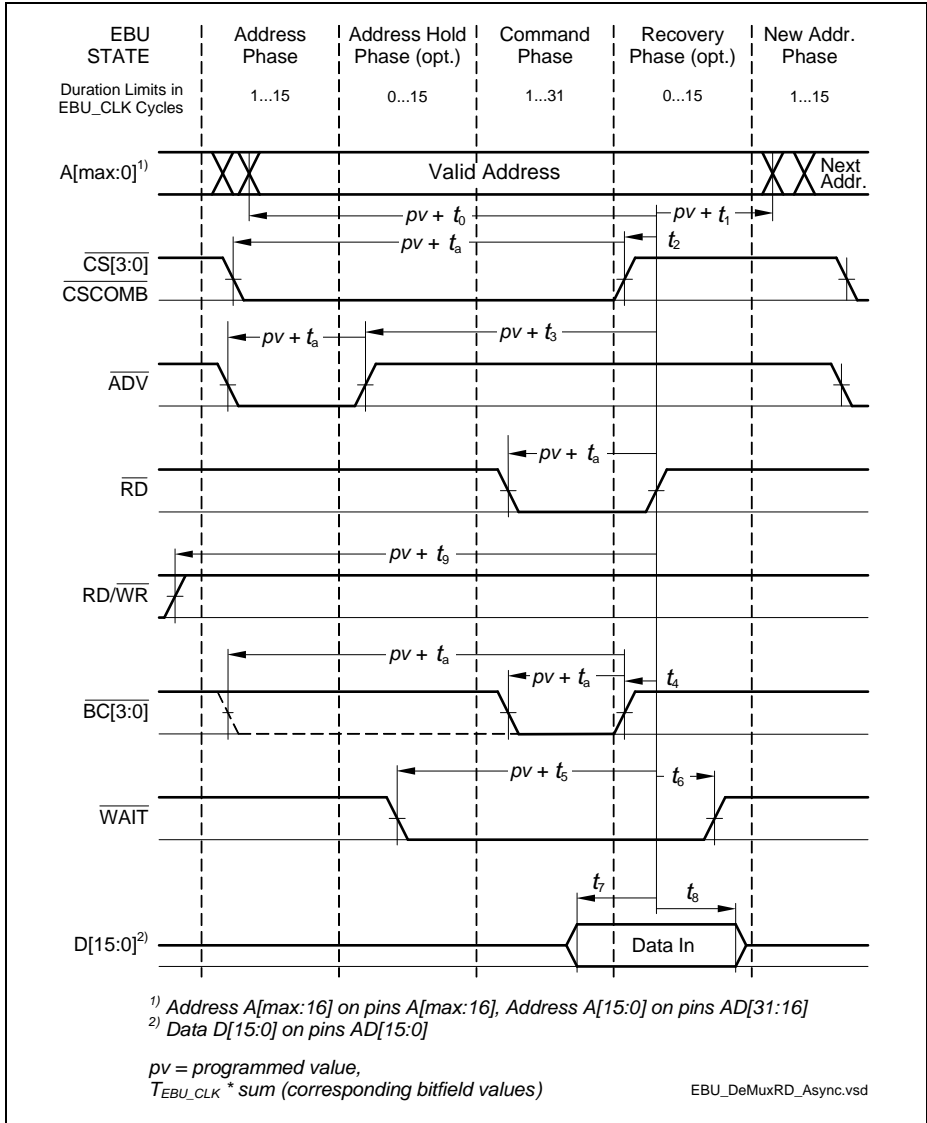 EBU STATE
Address Phase
Address Hold Phase (opt.)
Command Phase
Recovery Phase (opt.)
New Addr. Phase
Duration Limits in EBU_CLK Cycles
1...15
0...15
1...31
0...15
1...15
A[max:0]1)
Valid Address
Next Addr.
pv + t0
pv + t1
pv + ta
t2
CS[3:0]
CSCOMB
pv + ta
pv + t3
ADV
pv + ta
RD
pv + t9
RD/WR
pv + ta
pv + ta
t4
BC[3:0]
pv + t5
t6
WAIT
t7
t8
D[15:0]2)
Data In
1) Address A[max:16] on pins A[max:16], Address A[15:0] on pins AD[31:16]
2) Data D[15:0] on pins AD[15:0]
pv = programmed value,
TEBU_CLK * sum (corresponding bitfield values)
EBU_DeMuxRD_Async.vsd